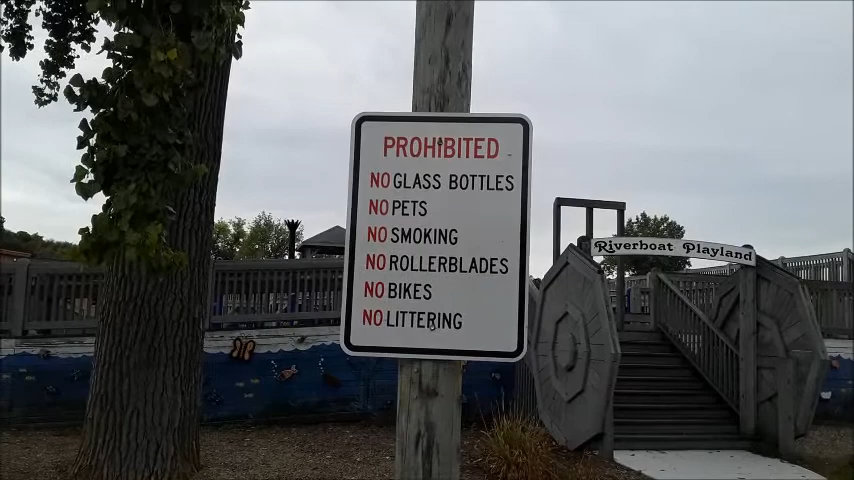 PROHIBITED
NO GLASS BOTTLES
NO PETS
NO SMOKING
NO ROLLERBLADES
NO BIKES
NO LITTERING
Riverboat Playland